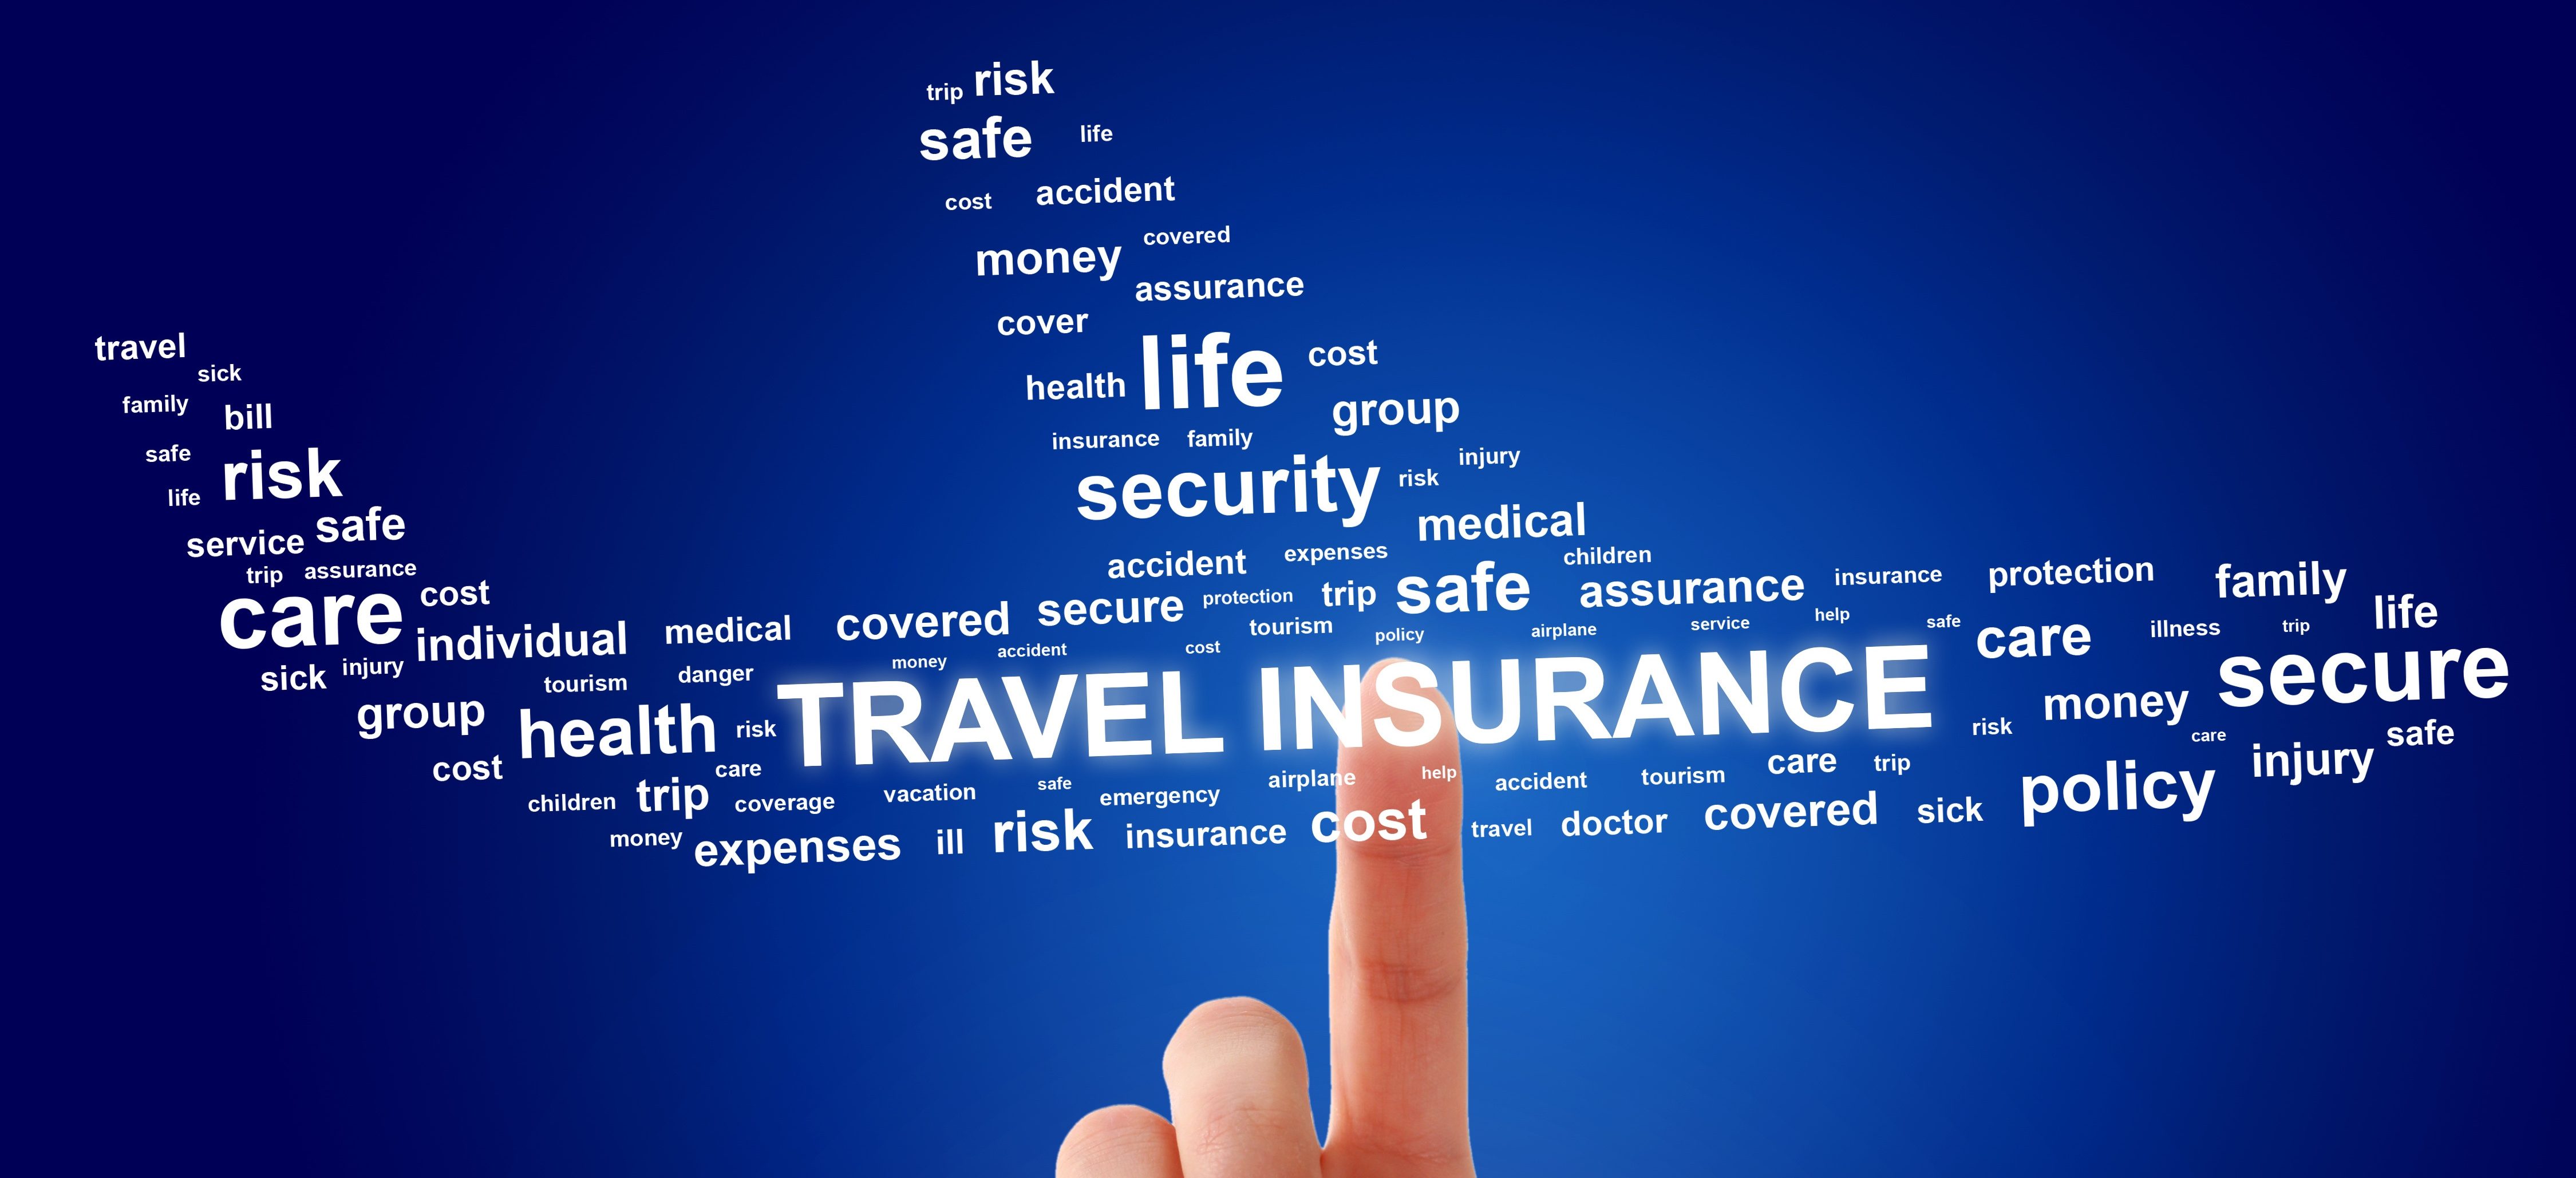 trip risk
safe life
cost accident
money covered
assurance
cover
travel
life cost
sick
health
family bill
group
insurance family
safe
risk
security risk injury
life
service safe
medical
accident expenses children
trip assurance
care cost
covered secure protection trip safe assurance insurance protection family
individual medical
tourism policy airplane service help safe care illness trip life
sick injury
tourism danger money accident cost
TRAVEL INSURANCE
secure
group
health risk
risk money
care safe
cost
care
care trip policy injury
children trip coverage vacation safe emergency airplane help accident tourism
money expenses ill risk insurance cost travel doctor covered sick